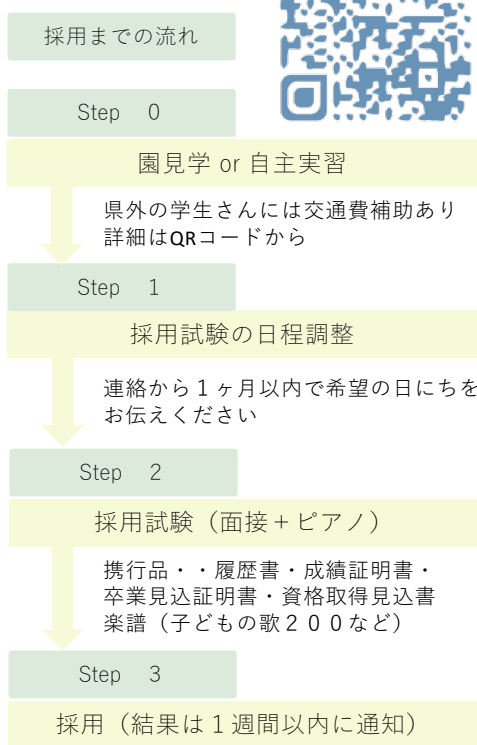 採用までの流れ
Step 0
園見学 or 自主実習
県外の学生さんには交通費補助あり
詳細はQRコードから
Step 1
採用試験の日程調整
連絡から１ヶ月以内で希望の日にちを
お伝えください
Step 2
採用試験（面接＋ピアノ）
携行品・・履歴書・成績証明書・
卒業見込証明書・資格取得見込書
楽譜（子どもの歌２００など）
Step 3
採用（結果は１週間以内に通知）